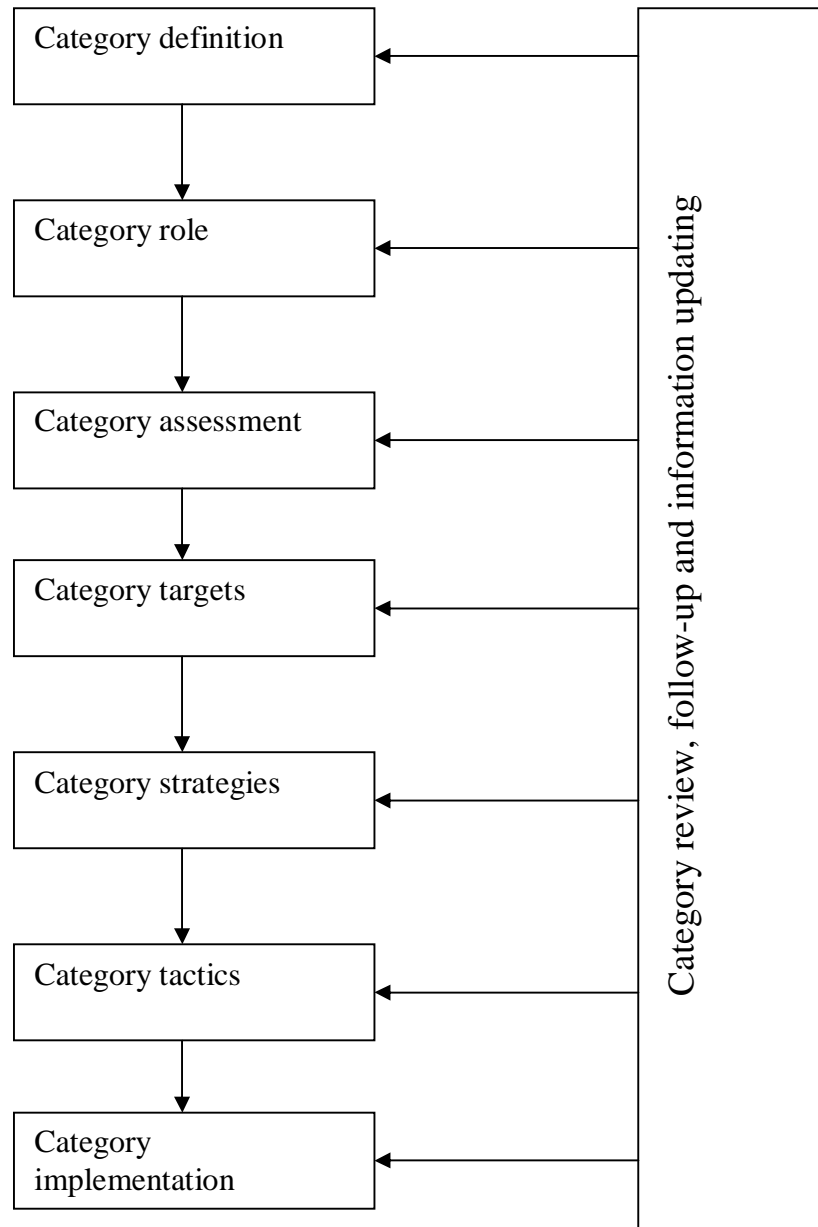 Category definition
Category role
Category assessment
Category targets
Category strategies
Category tactics
Category
implementation
Category review, follow-up and information updating